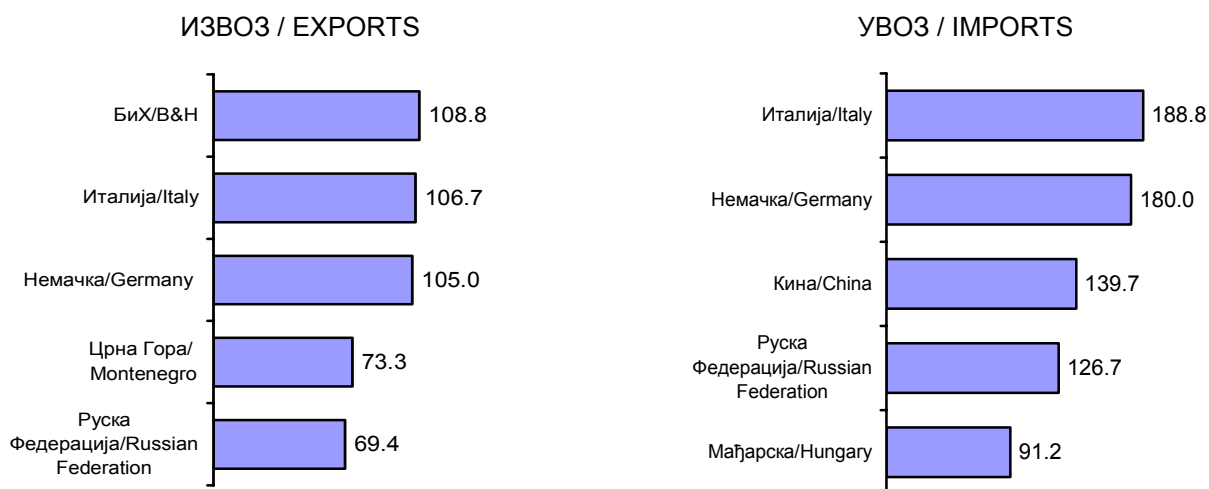 ИЗВОЗ / EXPORTS
БиХ/B&H
108.8
Италија/Italy
106.7
Немачка/Germany
105.0
Црна Гора/
Montenegro
73.3
Руска
Федерација/Russian
Federation
69.4
УВОЗ / IMPORTS
Италија/Italy
188.8
Немачка/Germany
180.0
Кина/China
139.7
Руска
Федерација/Russian
Federation
126.7
Мађарска/Hungary
91.2